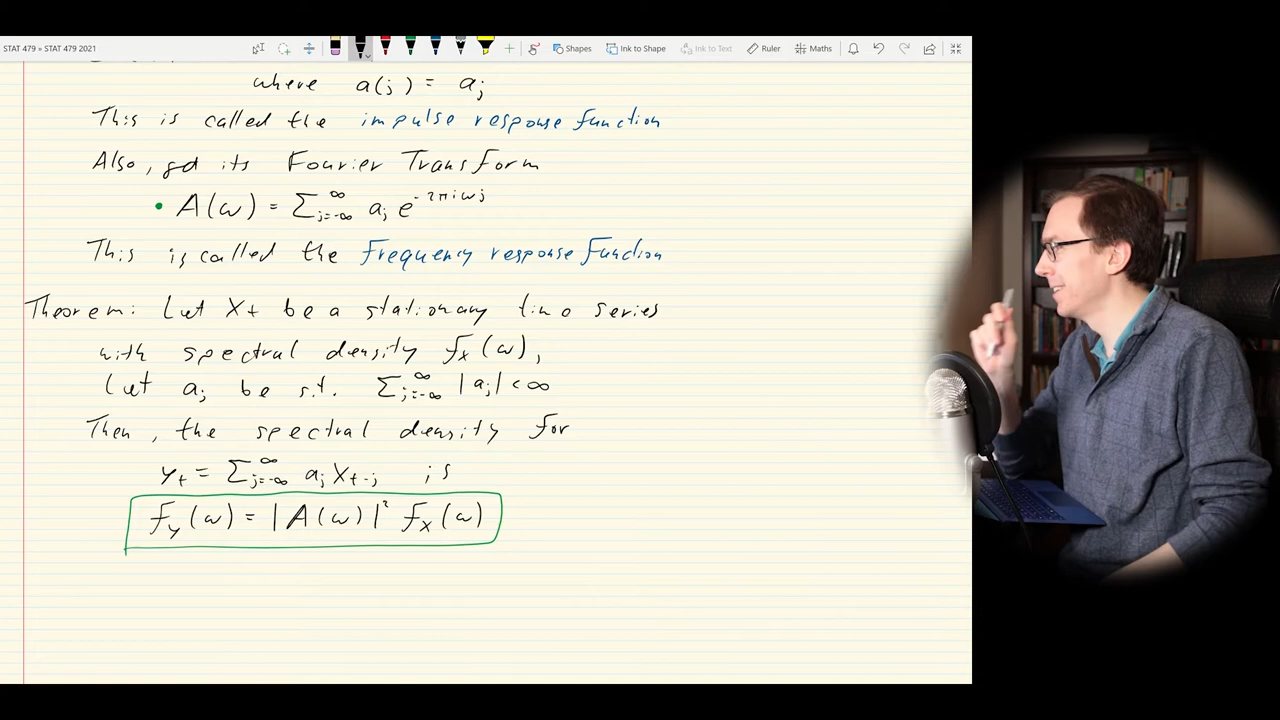 STAT 479 » STAT 479 2021
Shapes Ink to Shape Ink to Text Ruler Maths
where a(j) = aj
This is called the impulse response function
Also, get its Fourier Transform
• A(ω) = ∑_{j=-∞}^{∞} aj e^{-2πiωj}
This is called the frequency response function
Theorem: Let Xt be a stationary time series
with spectral density fx(ω),
Let aj be s.t. ∑_{j=-∞}^{∞} |aj| < ∞
Then, the spectral density for
yt = ∑_{j=-∞}^{∞} aj Xt-j is
fy(ω) = |A(ω)|² fx(ω)